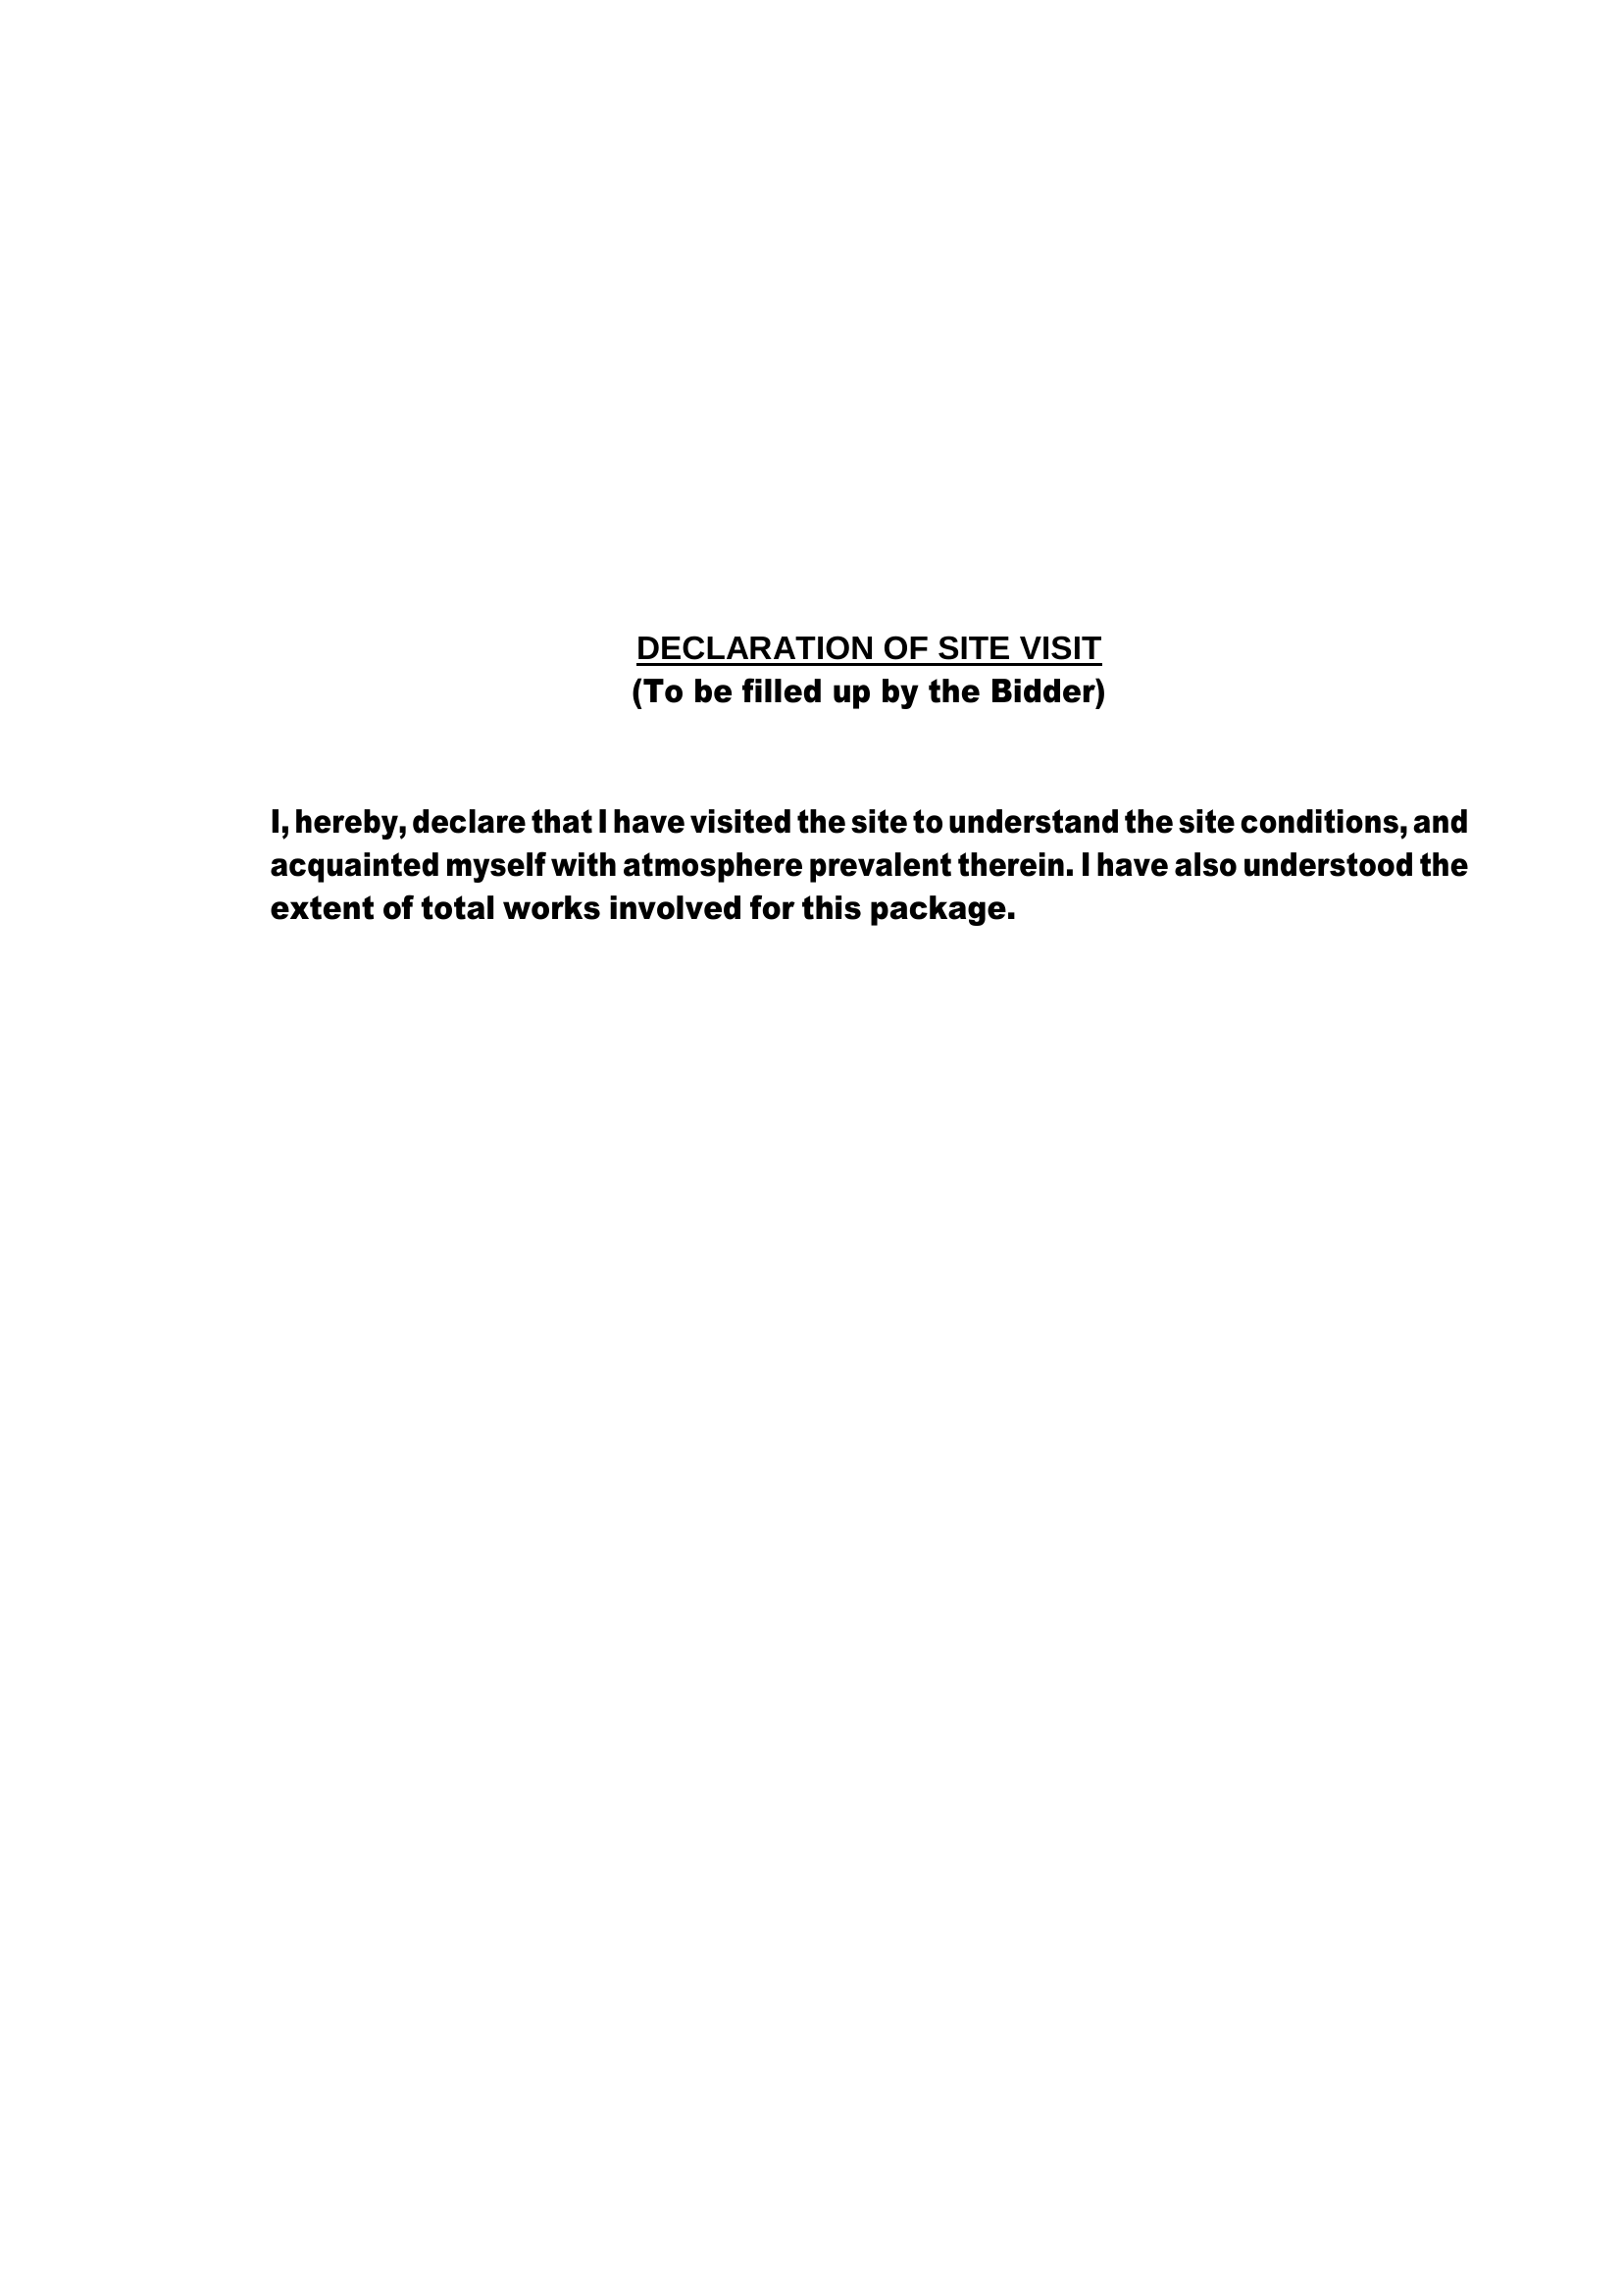 DECLARATION OF SITE VISIT
(To be filled up by the Bidder)
I, hereby, declare that I have visited the site to understand the site conditions, and
acquainted myself with atmosphere prevalent therein. I have also understood the
extent of total works involved for this package.